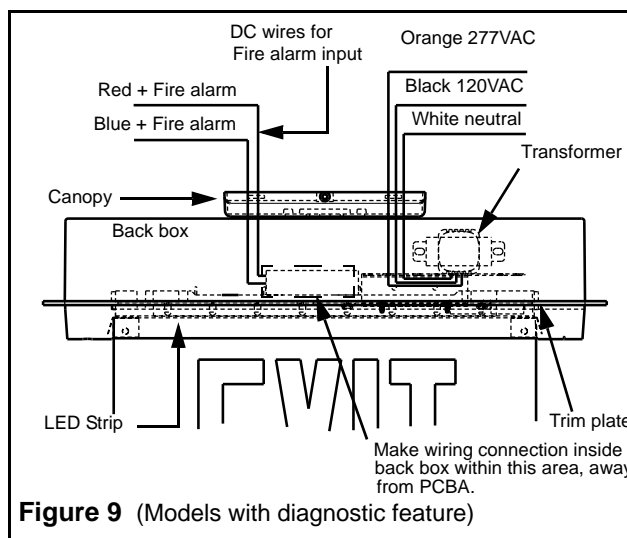 DC wires for
Fire alarm input
Orange 277VAC
Red + Fire alarm
Black 120VAC
Blue + Fire alarm
White neutral
Transformer
Canopy
Back box
EXIT
LED Strip
Trim plate
Make wiring connection inside
back box within this area, away
from PCBA.
Figure 9 (Models with diagnostic feature)